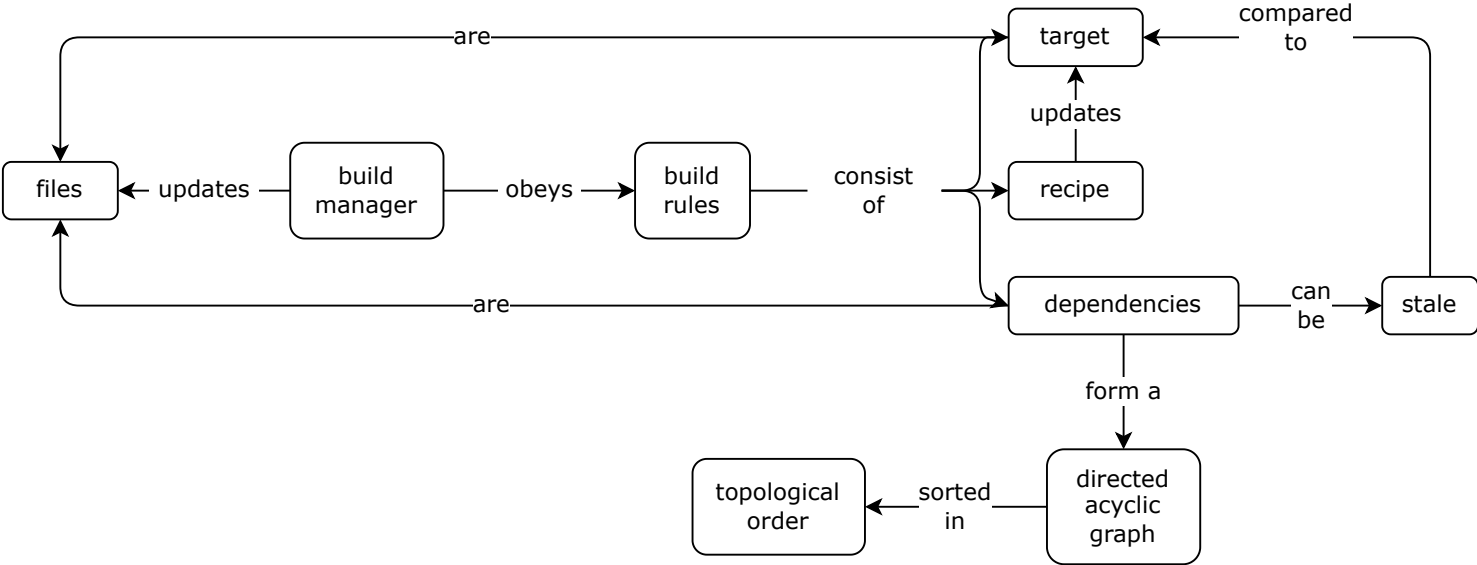 compared
to
are
target
updates
files
updates
build
manager
obeys
build
rules
consist
of
recipe
are
dependencies
can
be
stale
form a
topological
order
sorted
in
directed
acyclic
graph